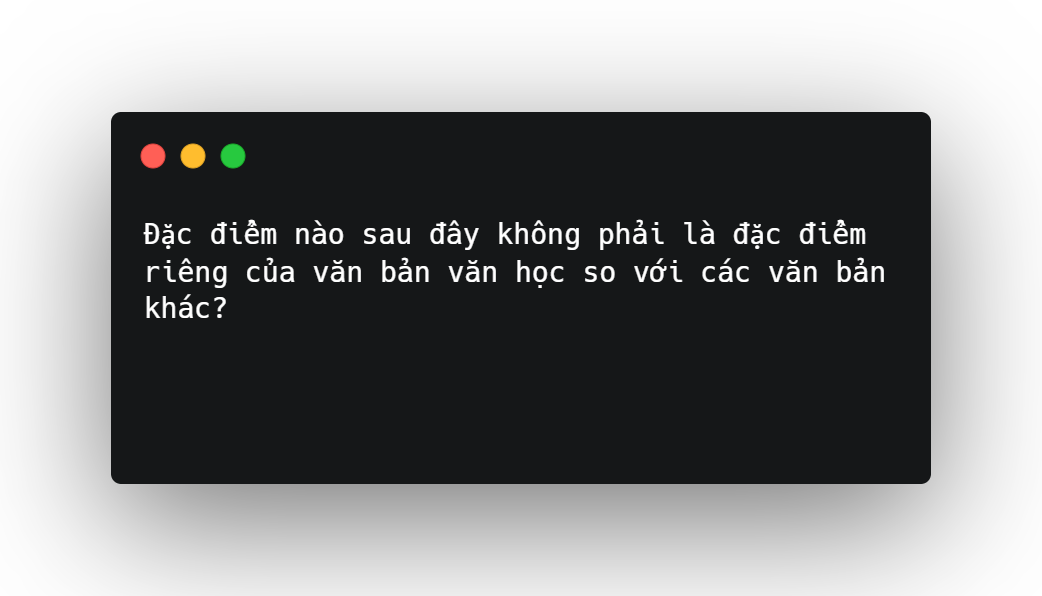 Đặc điểm nào sau đây không phải là đặc điểm
riêng của văn bản văn học so với các văn bản
khác?